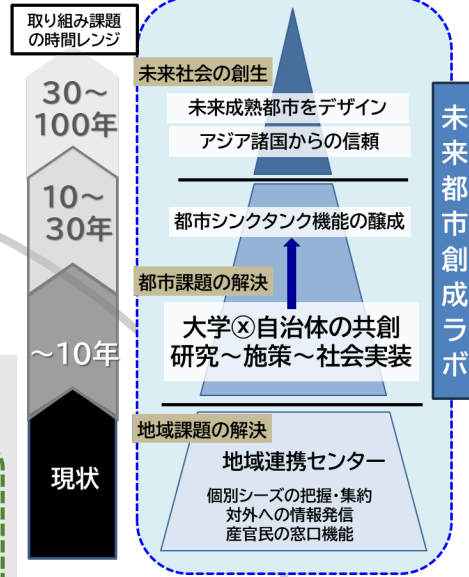 取り組み課題
の時間レンジ
30～
100年
10～
30年
～10年
現状
未来社会の創生
未来成熟都市をデザイン
アジア諸国からの信頼
都市シンクタンク機能の醸成
都市課題の解決
大学ⓧ自治体の共創
研究～施策～社会実装
地域課題の解決
地域連携センター
個別シーズの把握・集約
対外への情報発信
産官民の窓口機能
未来都市創成ラボ